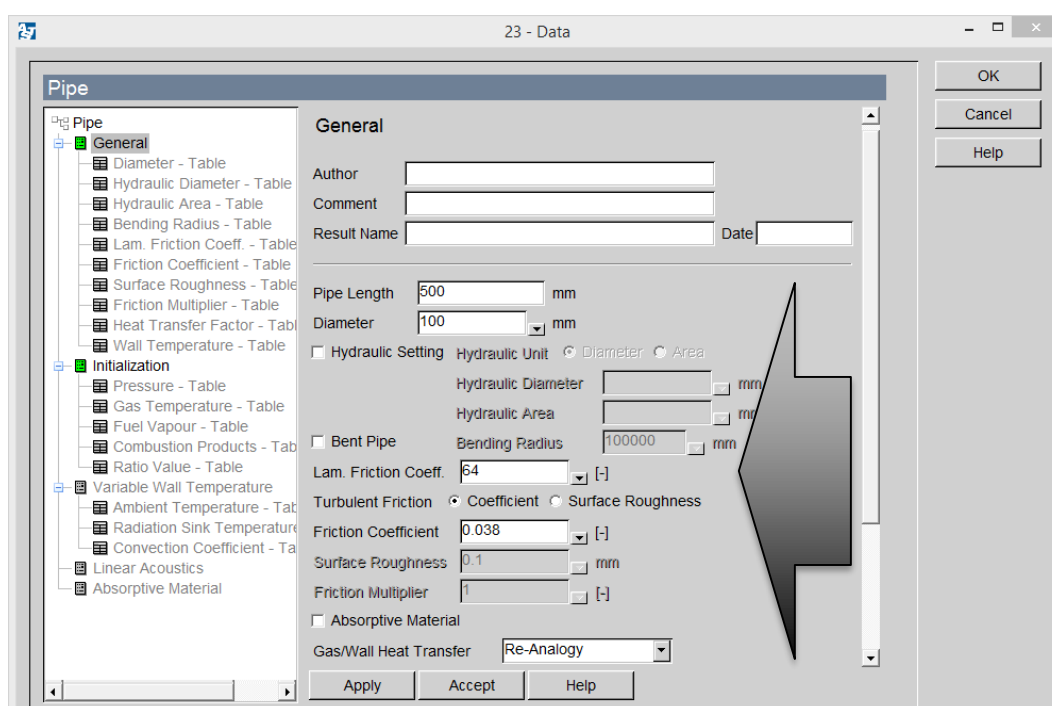 23 - Data
OK
Cancel
Help
Pipe
Pipe
General
Diameter - Table
Hydraulic Diameter - Table
Hydraulic Area - Table
Bending Radius - Table
Lam. Friction Coeff. - Table
Friction Coefficient - Table
Surface Roughness - Table
Friction Multiplier - Table
Heat Transfer Factor - Tabl
Wall Temperature - Table
Initialization
Pressure - Table
Gas Temperature - Table
Fuel Vapour - Table
Combustion Products - Tab
Ratio Value - Table
Variable Wall Temperature
Ambient Temperature - Tab
Radiation Sink Temperature
Convection Coefficient - Ta
Linear Acoustics
Absorptive Material
General
Author
Comment
Result Name Date
Pipe Length 500 mm
Diameter 100 mm
Hydraulic Setting Hydraulic Unit Diameter Area
Hydraulic Diameter mm
Hydraulic Area
Bent Pipe Bending Radius 100000 mm
Lam. Friction Coeff. 64 [-]
Turbulent Friction Coefficient Surface Roughness
Friction Coefficient 0.038 [-]
Surface Roughness 0.1 mm
Friction Multiplier 1 [-]
Absorptive Material
Gas/Wall Heat Transfer Re-Analogy
Apply Accept Help